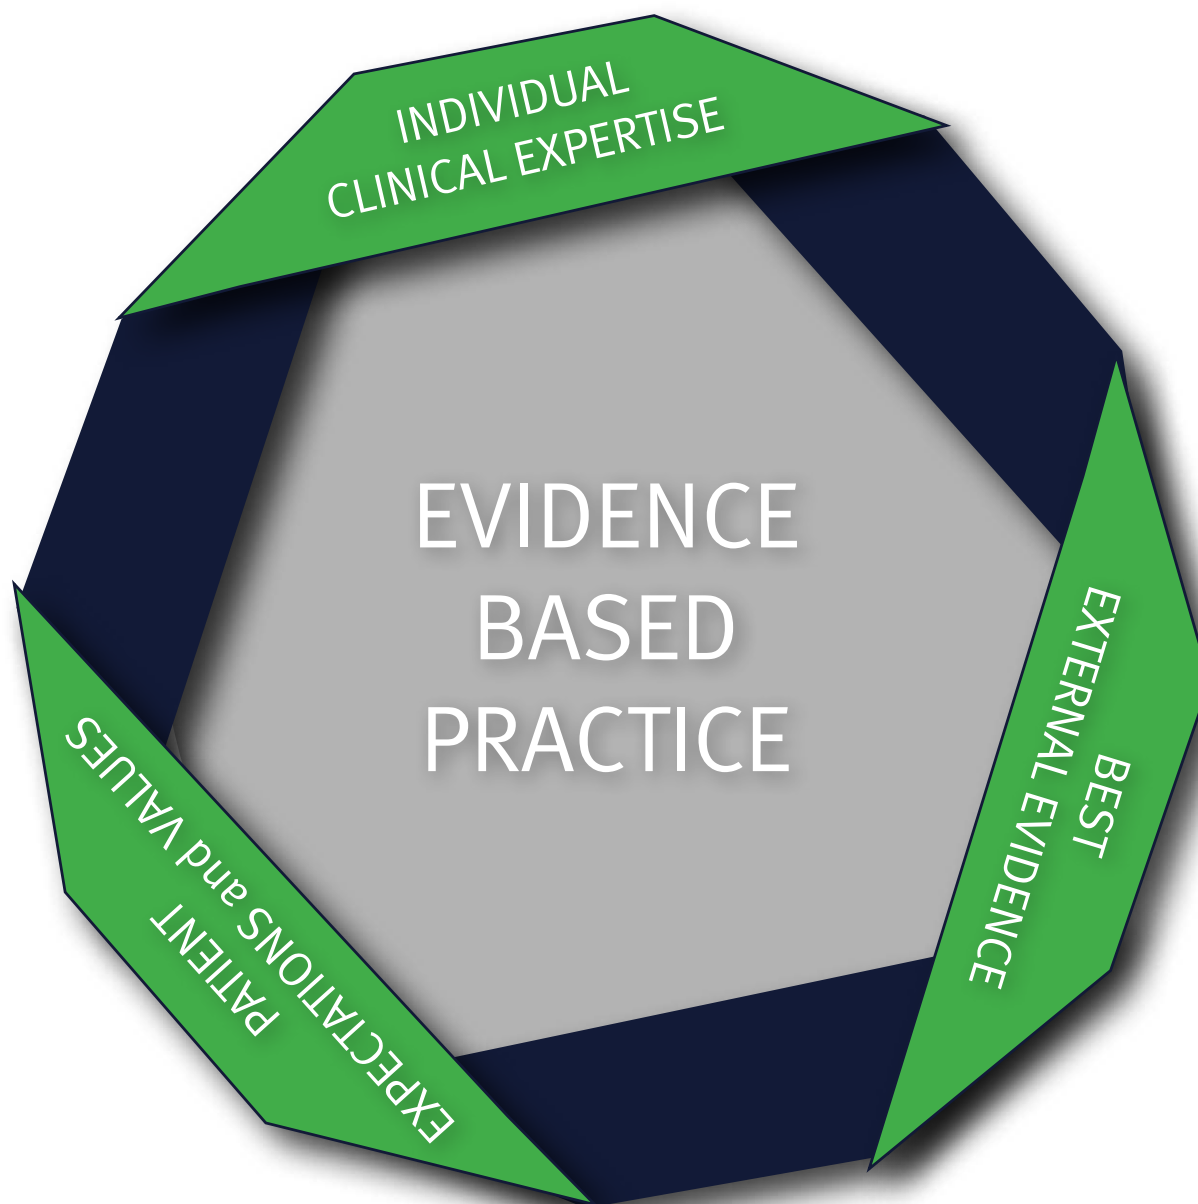 INDIVIDUAL
CLINICAL EXPERTISE
EVIDENCE
BASED
PRACTICE
BEST
EXTERNAL EVIDENCE
PATIENT
EXPECTATIONS and VALUES